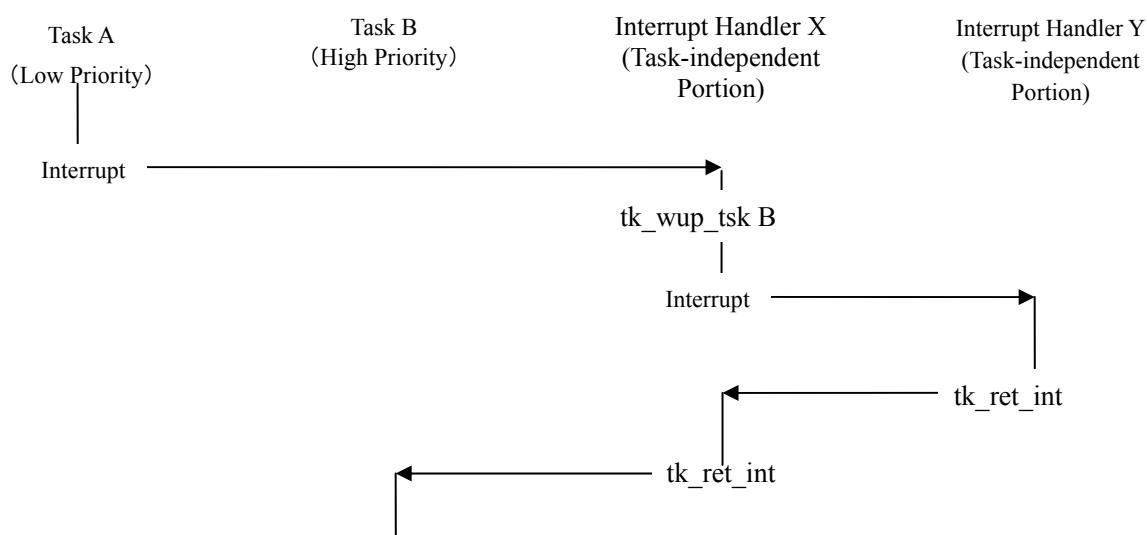 Task A
（Low Priority）
Task B
（High Priority）
Interrupt Handler X
(Task-independent
Portion)
Interrupt Handler Y
(Task-independent
Portion)
Interrupt
tk_wup_tsk B
Interrupt
tk_ret_int
tk_ret_int